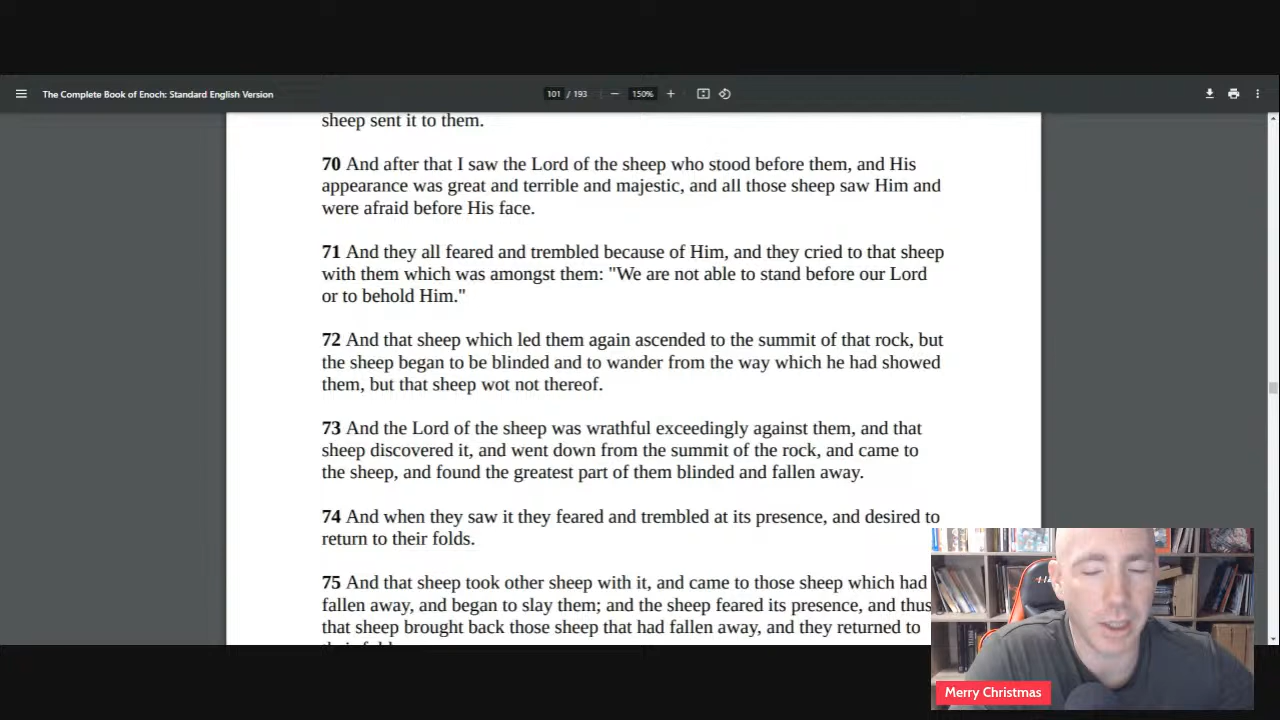 The Complete Book of Enoch: Standard English Version
101 / 193
150%
sheep sent it to them.
70 And after that I saw the Lord of the sheep who stood before them, and His
appearance was great and terrible and majestic, and all those sheep saw Him and
were afraid before His face.
71 And they all feared and trembled because of Him, and they cried to that sheep
with them which was amongst them: "We are not able to stand before our Lord
or to behold Him."
72 And that sheep which led them again ascended to the summit of that rock, but
the sheep began to be blinded and to wander from the way which he had showed
them, but that sheep wot not thereof.
73 And the Lord of the sheep was wrathful exceedingly against them, and that
sheep discovered it, and went down from the summit of the rock, and came to
the sheep, and found the greatest part of them blinded and fallen away.
74 And when they saw it they feared and trembled at its presence, and desired to
return to their folds.
75 And that sheep took other sheep with it, and came to those sheep which had
fallen away, and began to slay them; and the sheep feared its presence, and thus
that sheep brought back those sheep that had fallen away, and they returned to
Merry Christmas